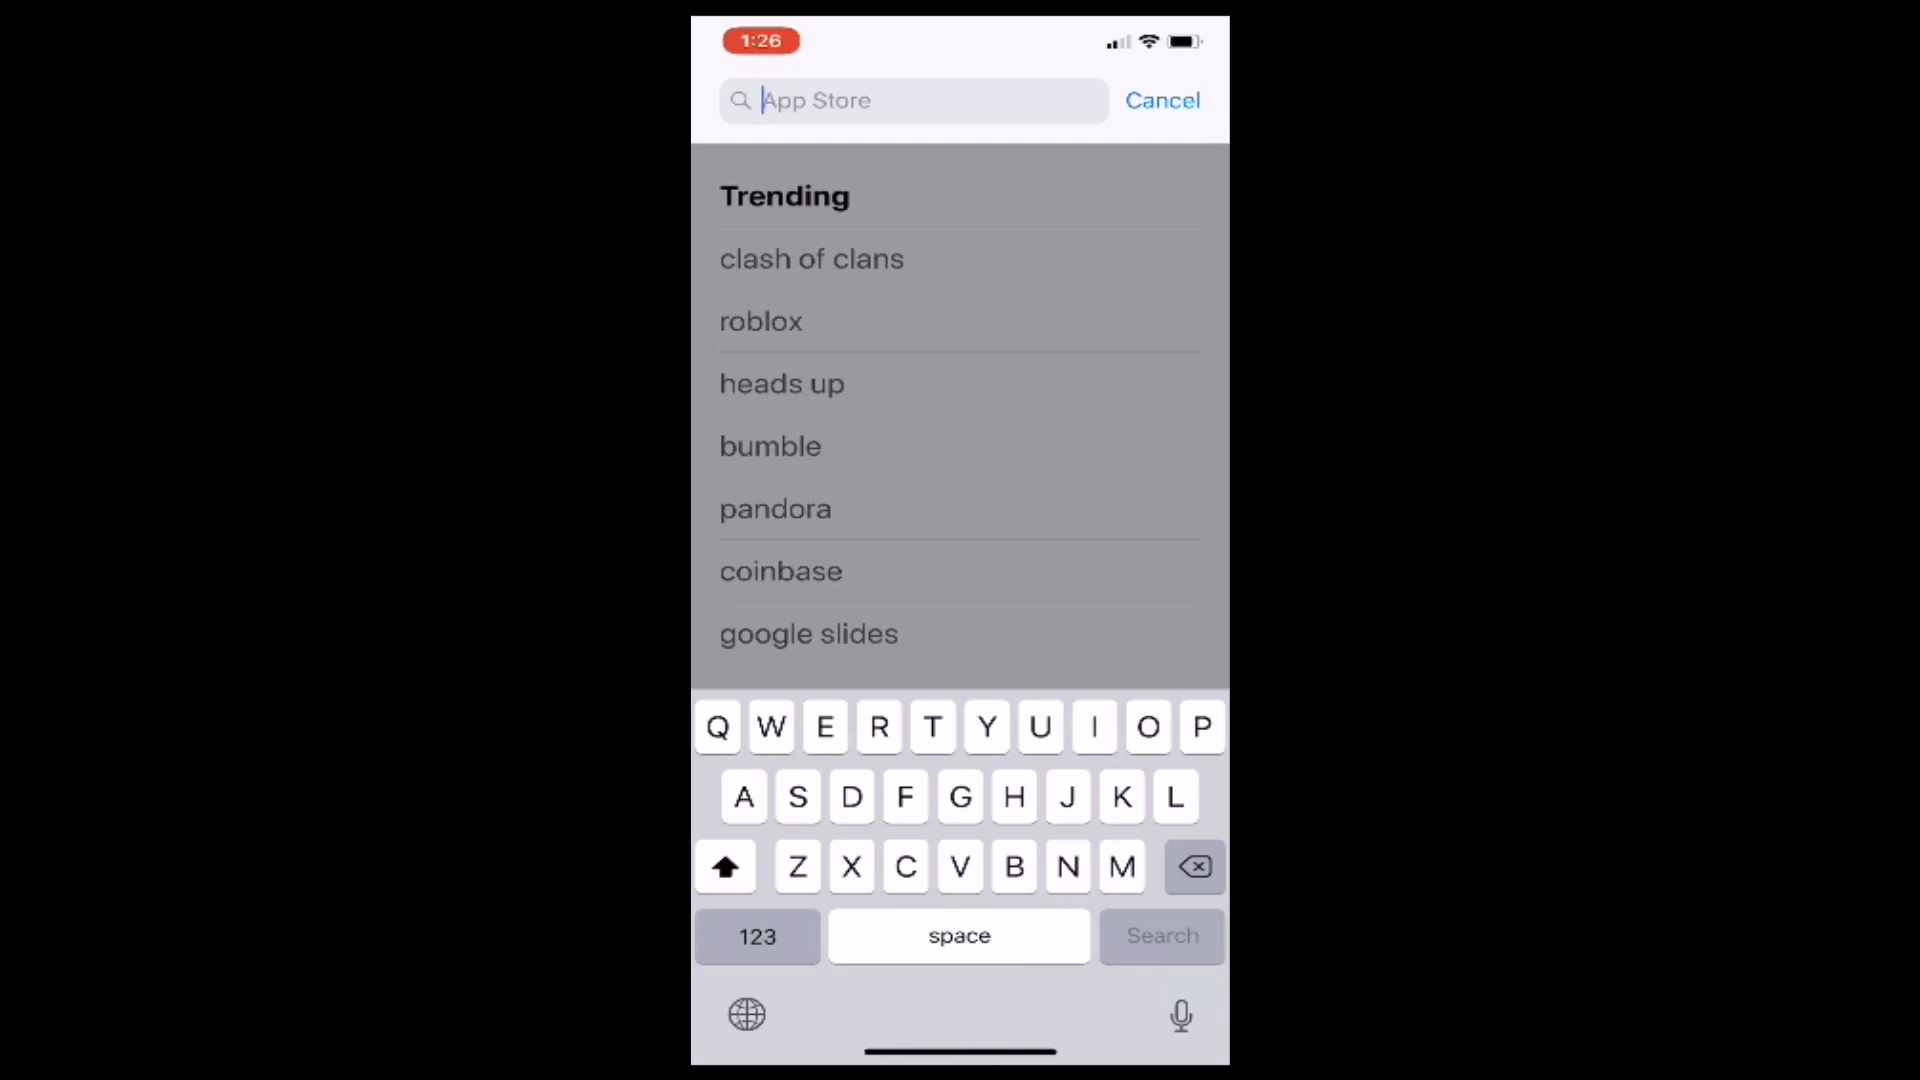 1:26
App Store
Cancel
Trending
clash of clans
roblox
heads up
bumble
pandora
coinbase
google slides
Q W E R T Y U I O P
A S D F G H J K L
Z X C V B N M
123 space Search